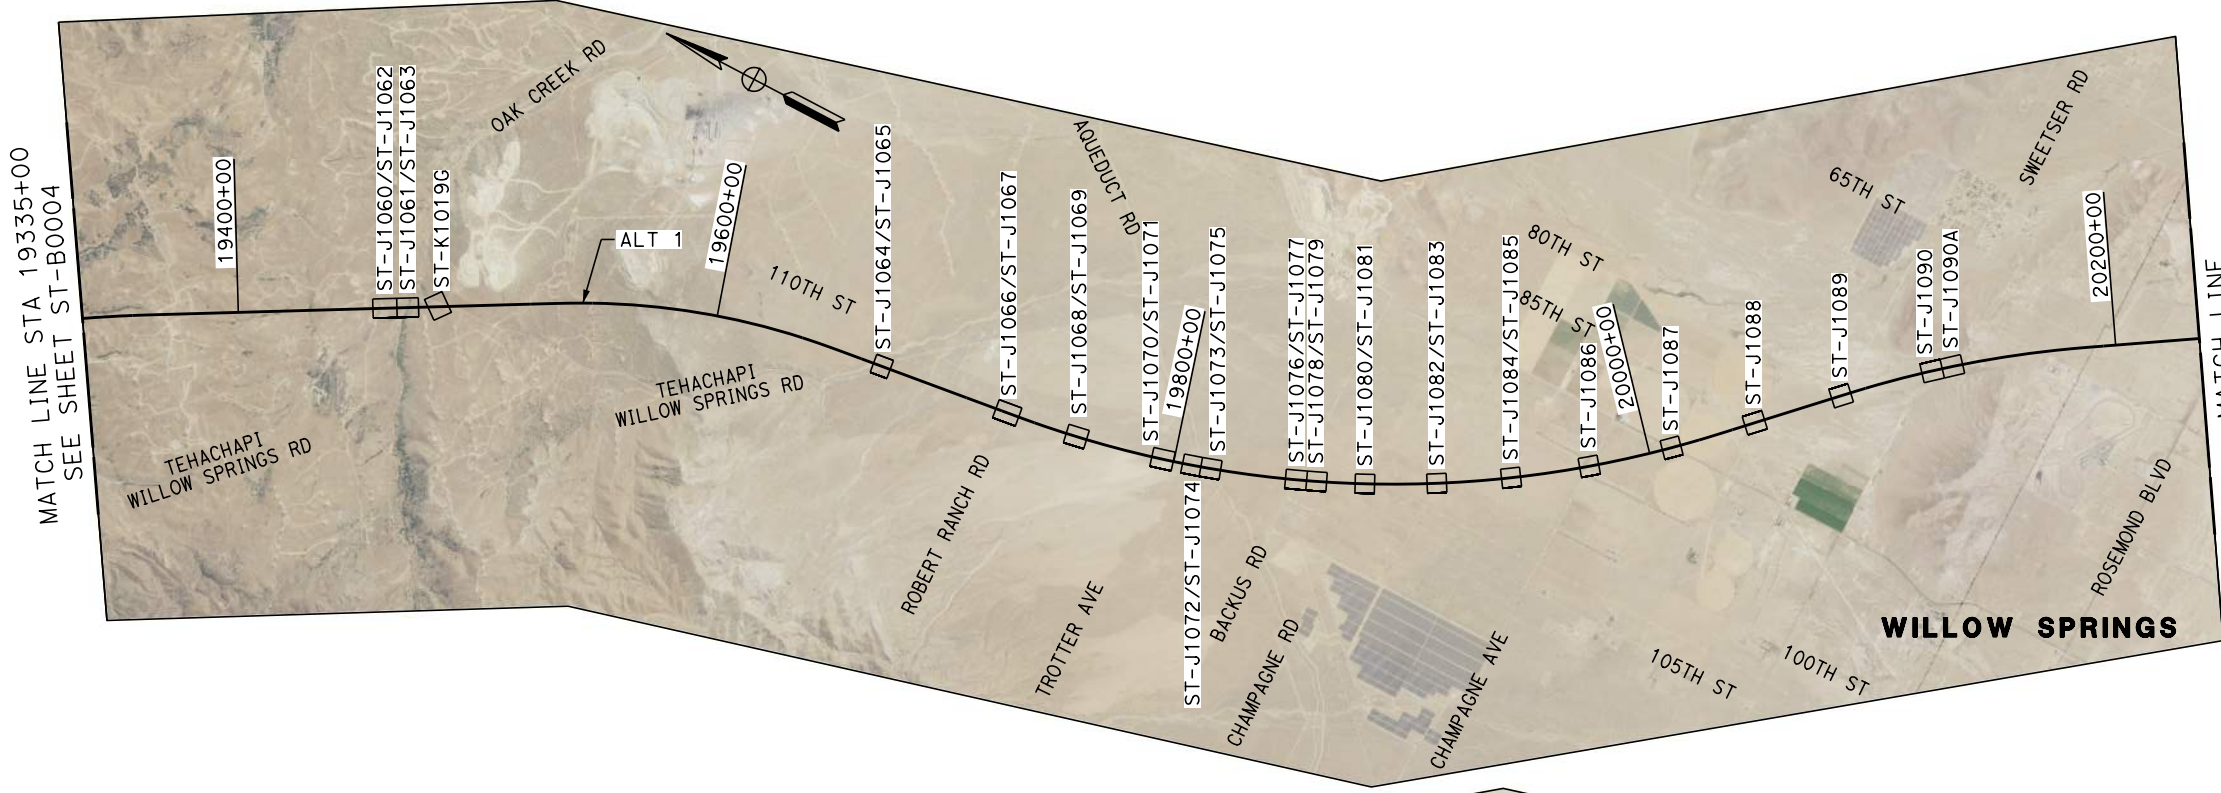 MATCH LINE STA 19335+00
SEE SHEET ST-B0004
19400+00
ST-J1060/ST-J1062
ST-J1061/ST-J1063
ST-K1019G
OAK CREEK RD
ALT 1
19600+00
110TH ST
ST-J1064/ST-J1065
ST-J1066/ST-J1067
ST-J1068/ST-J1069
AQUEDUCT RD
ST-J1070/ST-J1071
19800+00
ST-J1073/ST-J1075
ST-J1076/ST-J1077
ST-J1078/ST-J1079
ST-J1080/ST-J1081
ST-J1082/ST-J1083
ST-J1084/ST-J1085
80TH ST
85TH ST
ST-J1086
20000+00
ST-J1087
ST-J1088
ST-J1089
65TH ST
ST-J1090
ST-J1090A
SWEETSER RD
20200+00
TEHACHAPI
WILLOW SPRINGS RD
TEHACHAPI
WILLOW SPRINGS RD
ROBERT RANCH RD
TROTTER AVE
ST-J1072/ST-J1074
BACKUS RD
CHAMPAGNE RD
CHAMPAGNE AVE
105TH ST
100TH ST
ROSEMOND BLVD
WILLOW SPRINGS